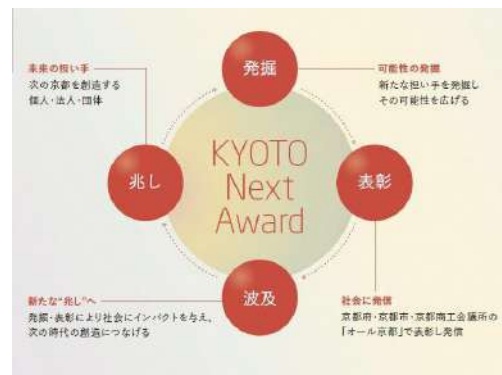 発掘
未来の担い手
次の京都を創造する
個人・法人・団体
可能性の発掘
新たな担い手を発掘し
その可能性を広げる
兆し
KYOTO
Next
Award
表彰
波及
新たな"兆し"へ
発掘・表彰により社会にインパクトを与え、
次の時代の創造につなげる
社会に発信
京都府・京都市・京都商工会議所の
「オール京都」で表彰し発信